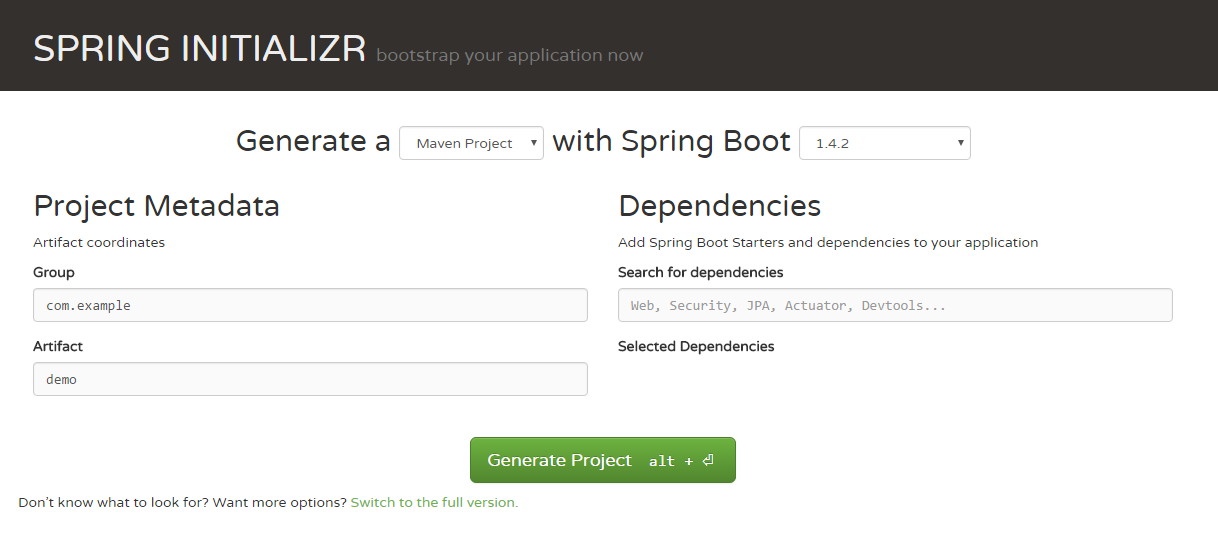 SPRING INITIALIZR bootstrap your application now
Generate a Maven Project with Spring Boot 1.4.2
Project Metadata
Artifact coordinates
Group
com.example
Artifact
demo
Dependencies
Add Spring Boot Starters and dependencies to your application
Search for dependencies
Web, Security, JPA, Actuator, Devtools...
Selected Dependencies
Generate Project alt + ⏎
Don't know what to look for? Want more options? Switch to the full version.